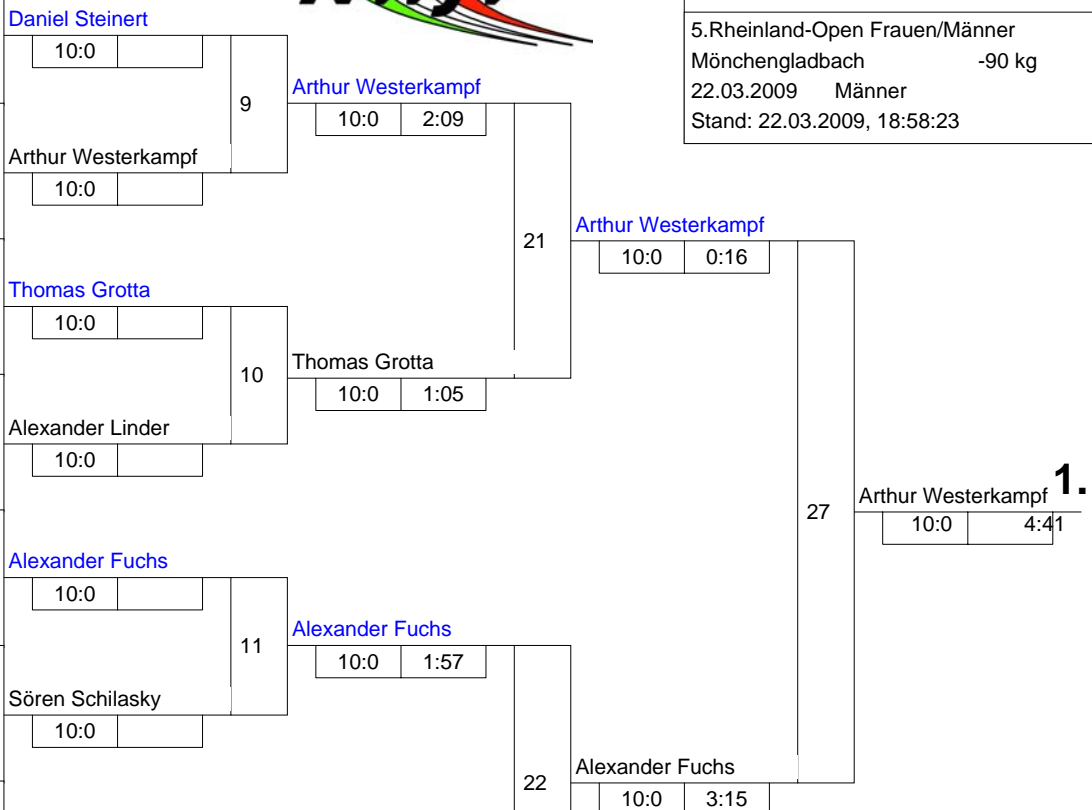 Daniel Steinert
10:0
5.Rheinland-Open Frauen/Männer
Mönchengladbach -90 kg
22.03.2009 Männer
Stand: 22.03.2009, 18:58:23
9
Arthur Westerkampf
10:0 2:09
Arthur Westerkampf
10:0
21
Arthur Westerkampf
10:0 0:16
Thomas Grotta
10:0
10
Thomas Grotta
10:0 1:05
Alexander Linder
10:0
27
Arthur Westerkampf 1.
10:0 4:41
Alexander Fuchs
10:0
11
Alexander Fuchs
10:0 1:57
Sören Schilasky
10:0
22
Alexander Fuchs
10:0 3:15